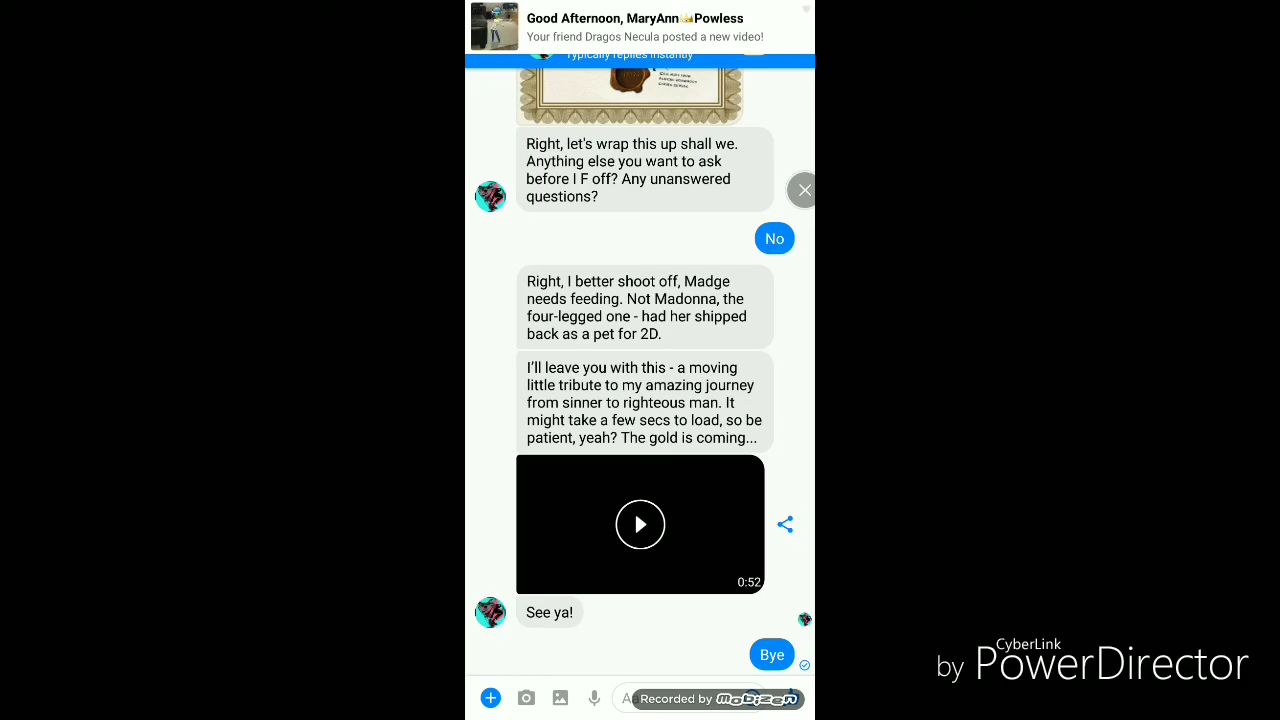 Good Afternoon, MaryAnn👍Powless
Your friend Dragos Necula posted a new video!
Typically replies instantly
Right, let's wrap this up shall we.
Anything else you want to ask
before I F off? Any unanswered
questions?
No
Right, I better shoot off, Madge
needs feeding. Not Madonna, the
four-legged one - had her shipped
back as a pet for 2D.
I'll leave you with this - a moving
little tribute to my amazing journey
from sinner to righteous man. It
might take a few secs to load, so be
patient, yeah? The gold is coming...
0:52
See ya!
Bye
Recorded by mobizen
CyberLink
by PowerDirector